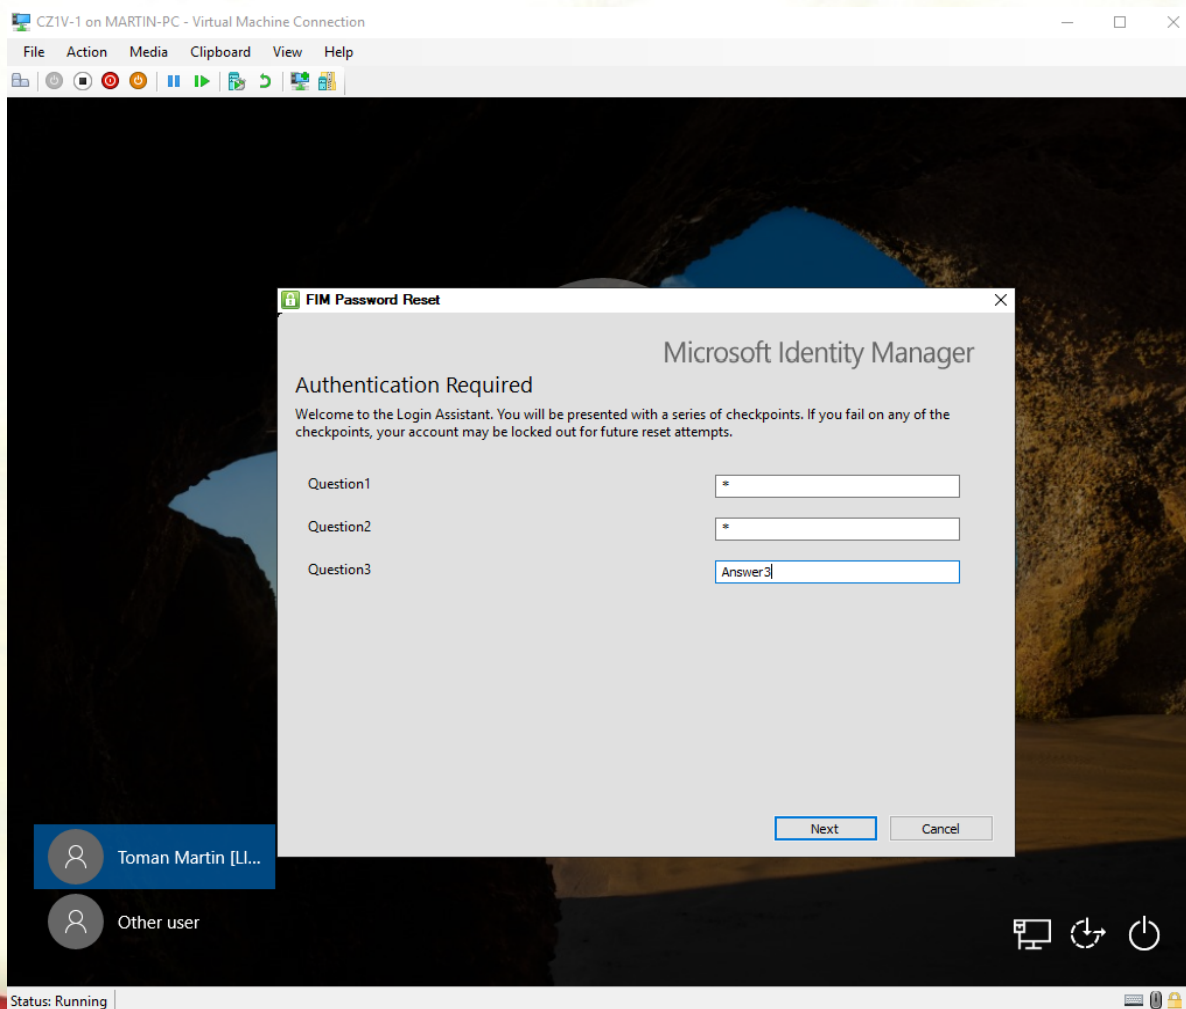 CZ1V-1 on MARTIN-PC - Virtual Machine Connection
File Action Media Clipboard View Help
FIM Password Reset
Microsoft Identity Manager
Authentication Required
Welcome to the Login Assistant. You will be presented with a series of checkpoints. If you fail on any of the
checkpoints, your account may be locked out for future reset attempts.
Question1 *
Question2 *
Question3 Answer3
Next Cancel
Toman Martin [LI...
Other user
Status: Running